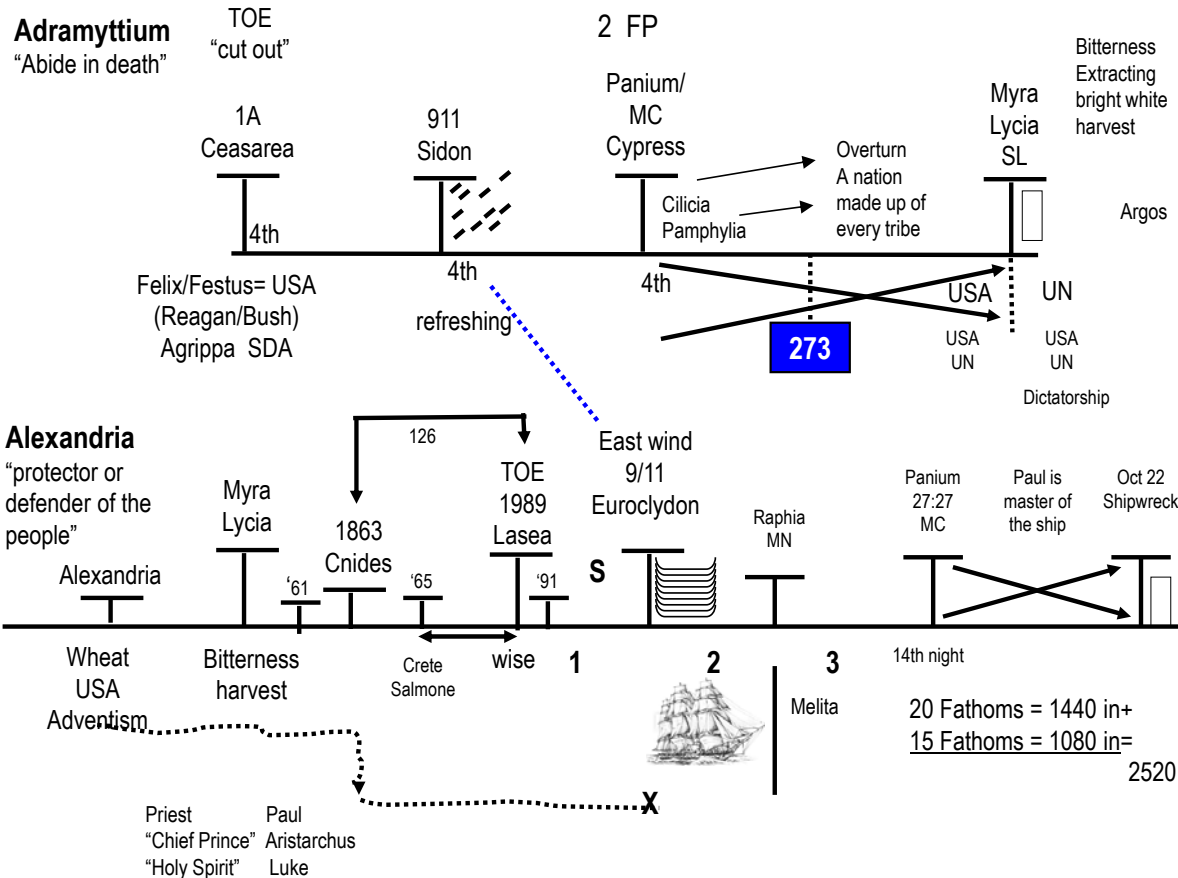 Adramyttium
“Abide in death”
TOE
“cut out”
2 FP
Bitterness
Extracting
bright white
harvest
1A
Ceasarea
911
Sidon
Panium/
MC
Cypress
Myra
Lycia
SL
Overturn
A nation
made up of
every tribe
Cilicia
Pamphylia
Argos
4th
4th
4th
Felix/Festus= USA
(Reagan/Bush)
Agrippa SDA
refreshing
273
USA
UN
USA
UN
USA
UN
Dictatorship
Alexandria
“protector or
defender of the
people”
126
Alexandria
Myra
Lycia
‘61
1863
Cnides
‘65
TOE
1989
Lasea
‘91
S
East wind
9/11
Euroclydon
Raphia
MN
Panium
27:27
MC
Paul is
master of
the ship
Oct 22
Shipwreck
Wheat
USA
Adventism
Bitterness
harvest
Crete
Salmone
wise
1
2
3
14th night
Melita
20 Fathoms = 1440 in+
15 Fathoms = 1080 in=
2520
X
Priest Paul
“Chief Prince” Aristarchus
“Holy Spirit” Luke